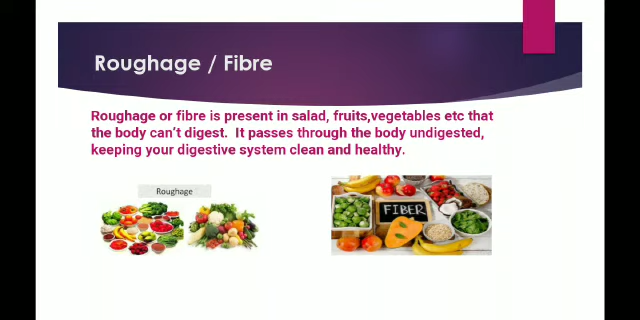 Roughage / Fibre
Roughage or fibre is present in salad, fruits,vegetables etc that
the body can't digest.  It passes through the body undigested,
keeping your digestive system clean and healthy.
Roughage
FIBER